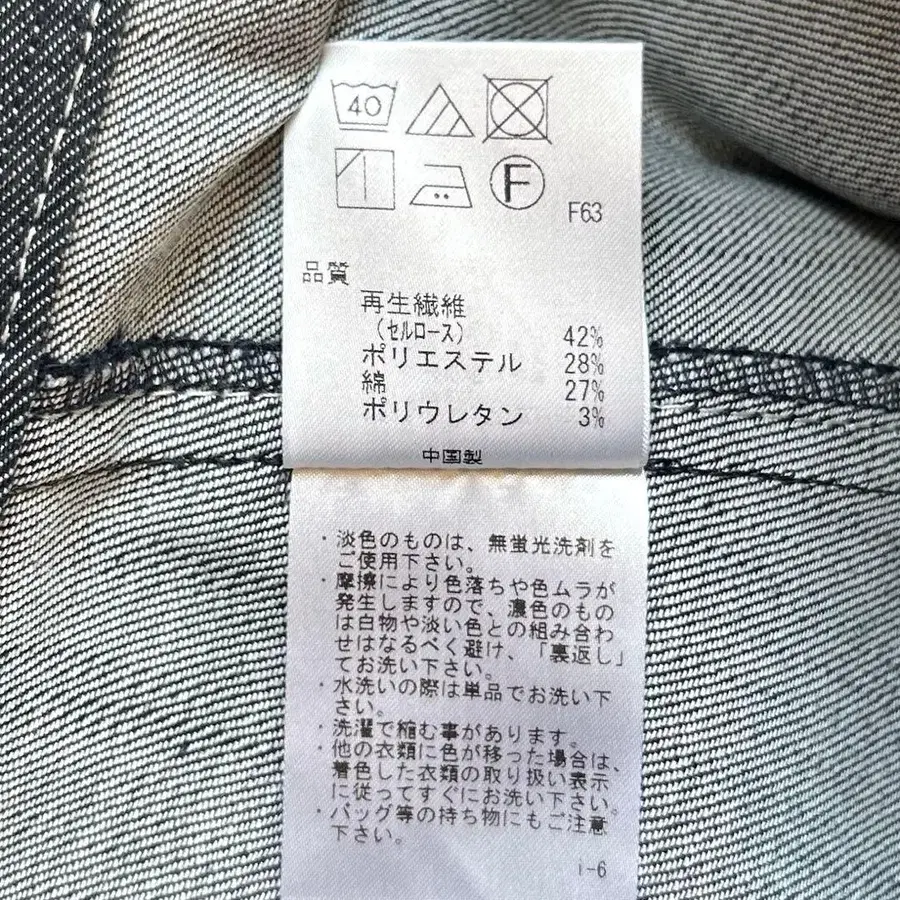 40
F
F63
品質
再生繊維
(セルロース) 42%
ポリエステル 28%
綿 27%
ポリウレタン 3%
中国製
・淡色のものは、無蛍光洗剤を
ご使用下さい。
・摩擦により色落ちや色ムラが
発生しますので、濃色のもの
は白物や淡い色との組み合わ
せはなるべく避け、「裏返し」
てお洗い下さい。
・水洗いの際は単品でお洗い下
さい。
・洗濯で縮む事があります。
・他の衣類に色が移った場合は、
着色した衣類の取り扱い表示
に従ってすぐにお洗い下さい。
・バッグ等の持ち物にもご注意
下さい。
i-6